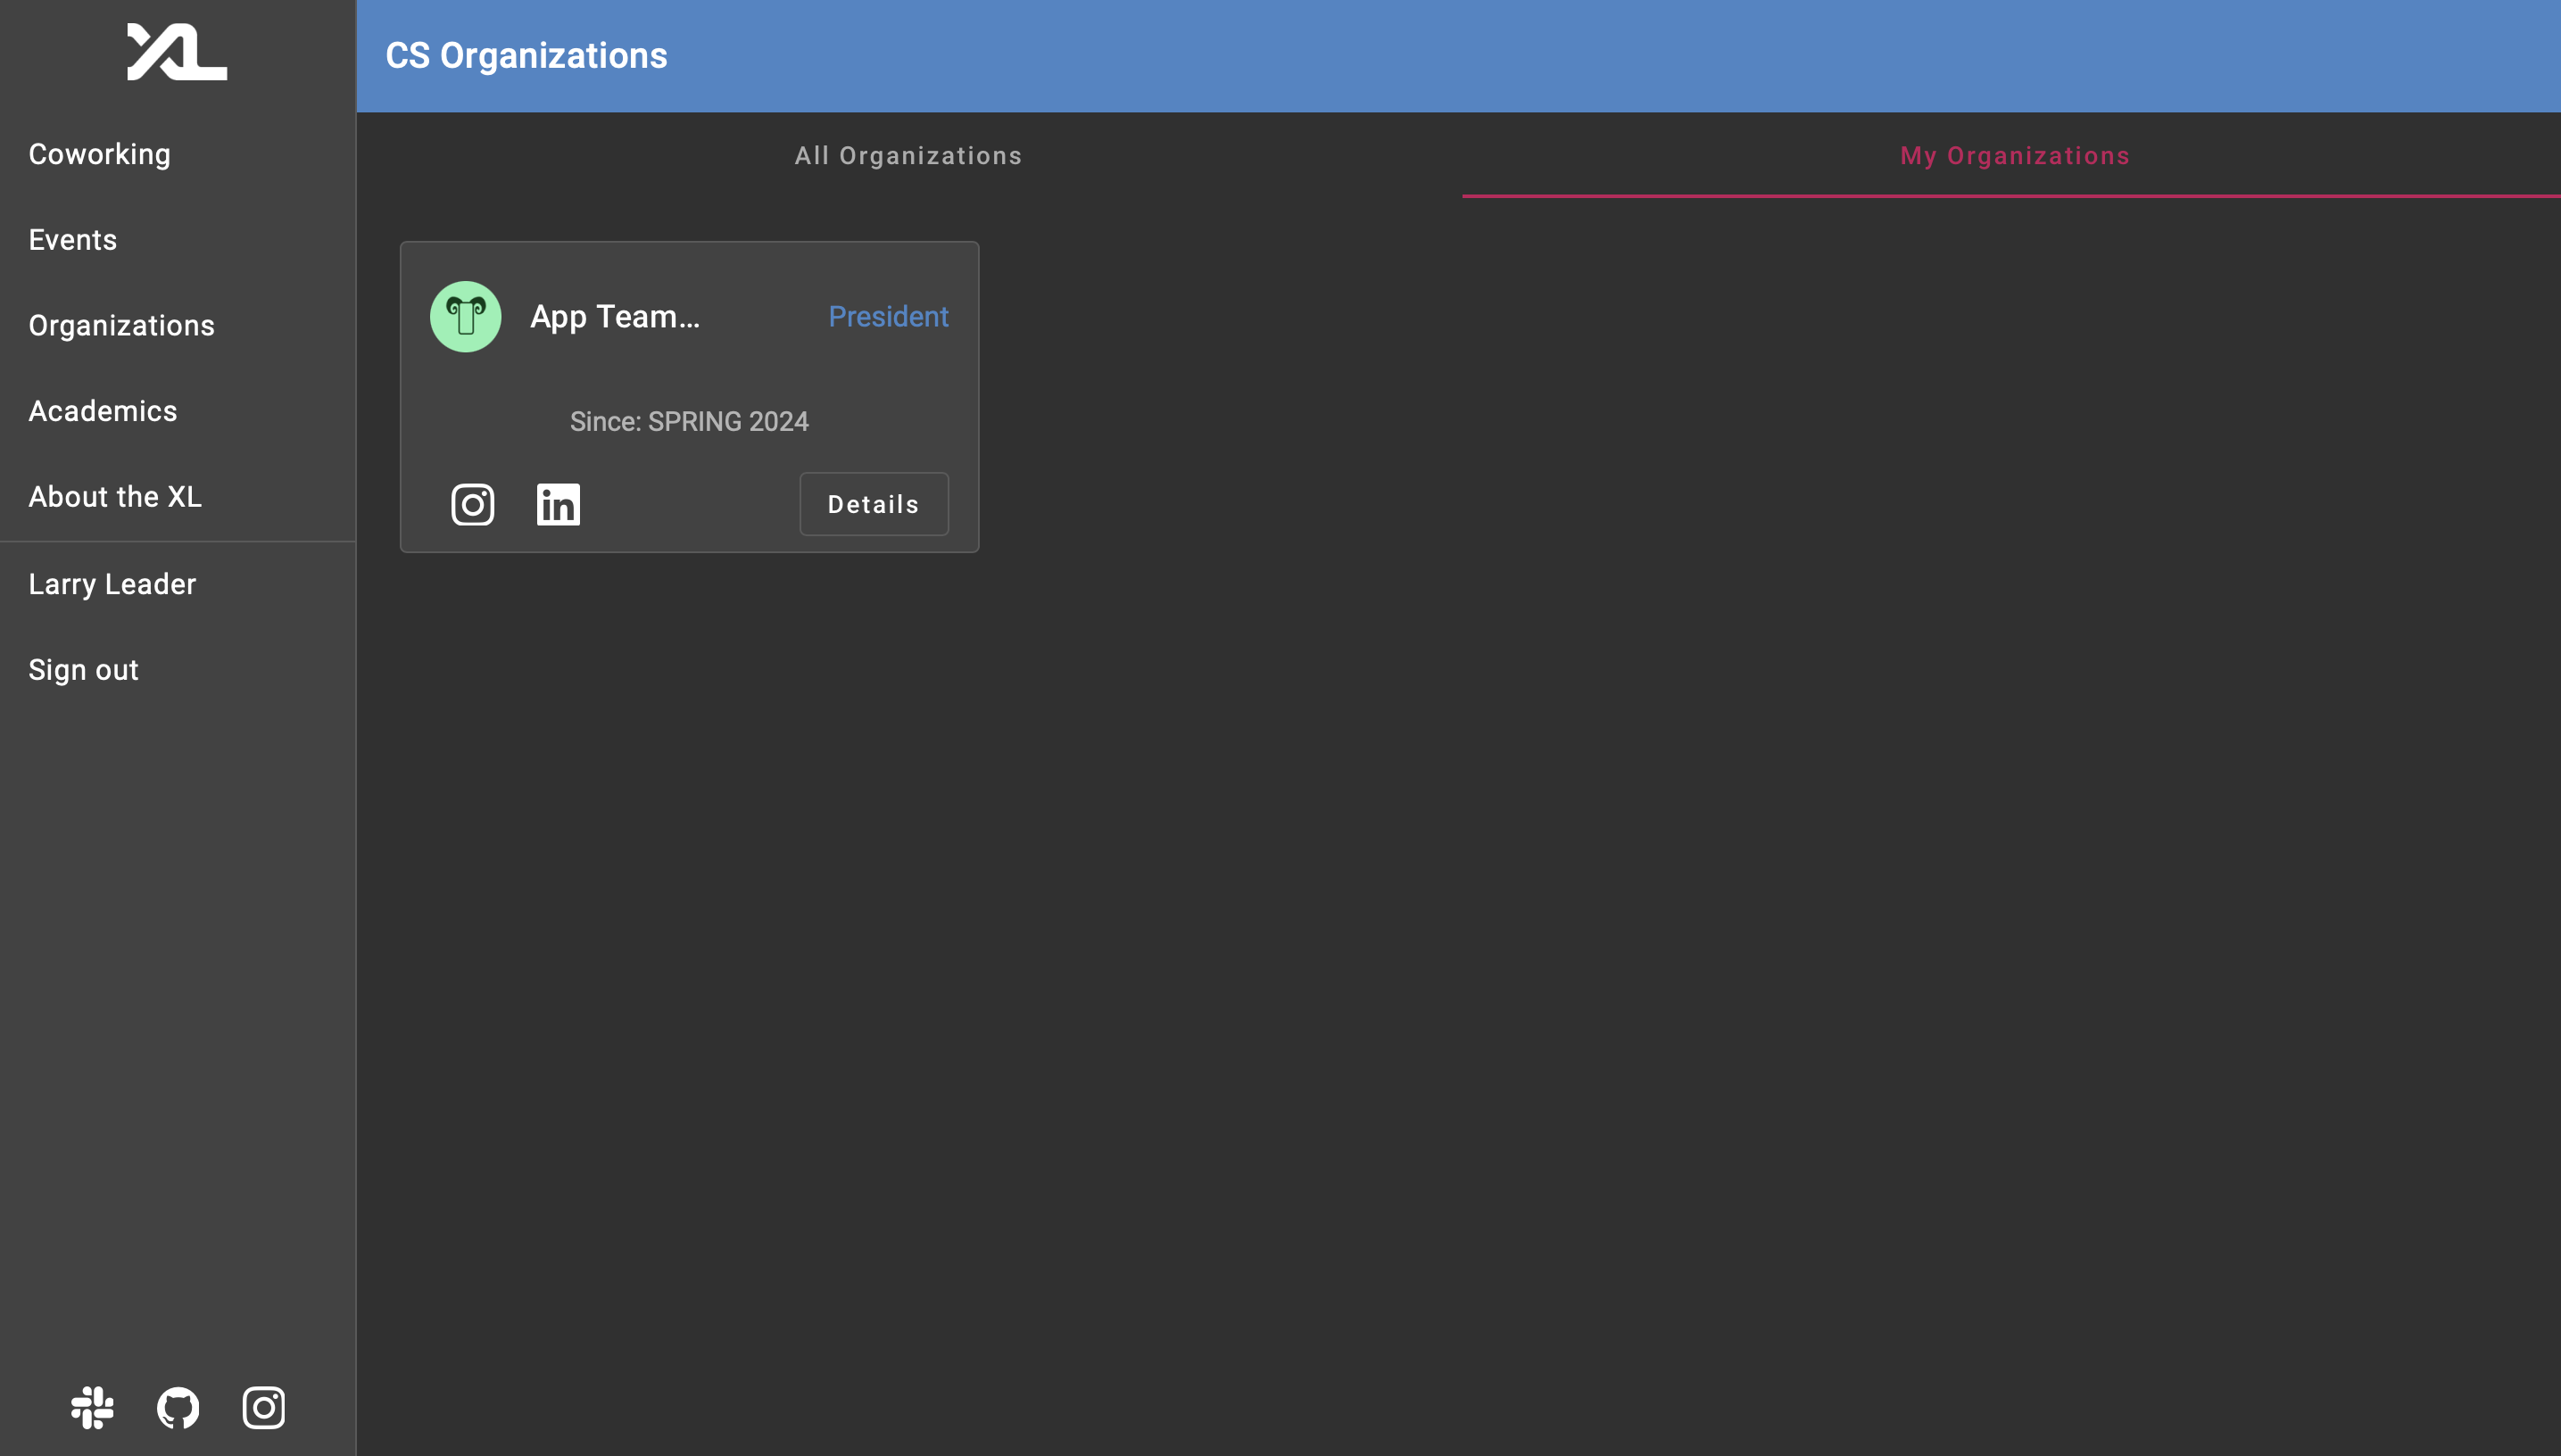 XL
Coworking
Events
Organizations
Academics
About the XL
Larry Leader
Sign out
CS Organizations
All Organizations
My Organizations
App Team...
President
Since: SPRING 2024
in
Details